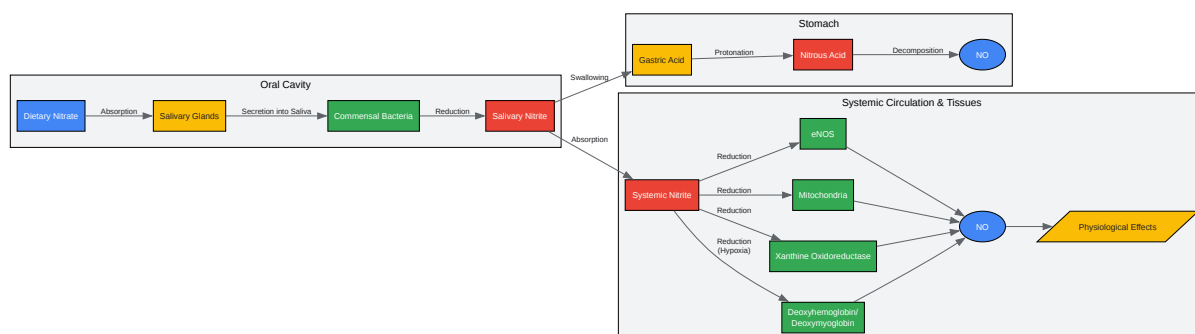 Stomach
Gastric Acid
Protonation
Nitrous Acid
Decomposition
NO
Oral Cavity
Dietary Nitrate
Absorption
Salivary Glands
Secretion into Saliva
Commensal Bacteria
Reduction
Salivary Nitrite
Swallowing
Absorption
Systemic Circulation & Tissues
Systemic Nitrite
Reduction
eNOS
Reduction
Mitochondria
Reduction
Xanthine Oxidoreductase
Reduction
(Hypoxia)
Deoxyhemoglobin/
Deoxymyoglobin
NO
Physiological Effects